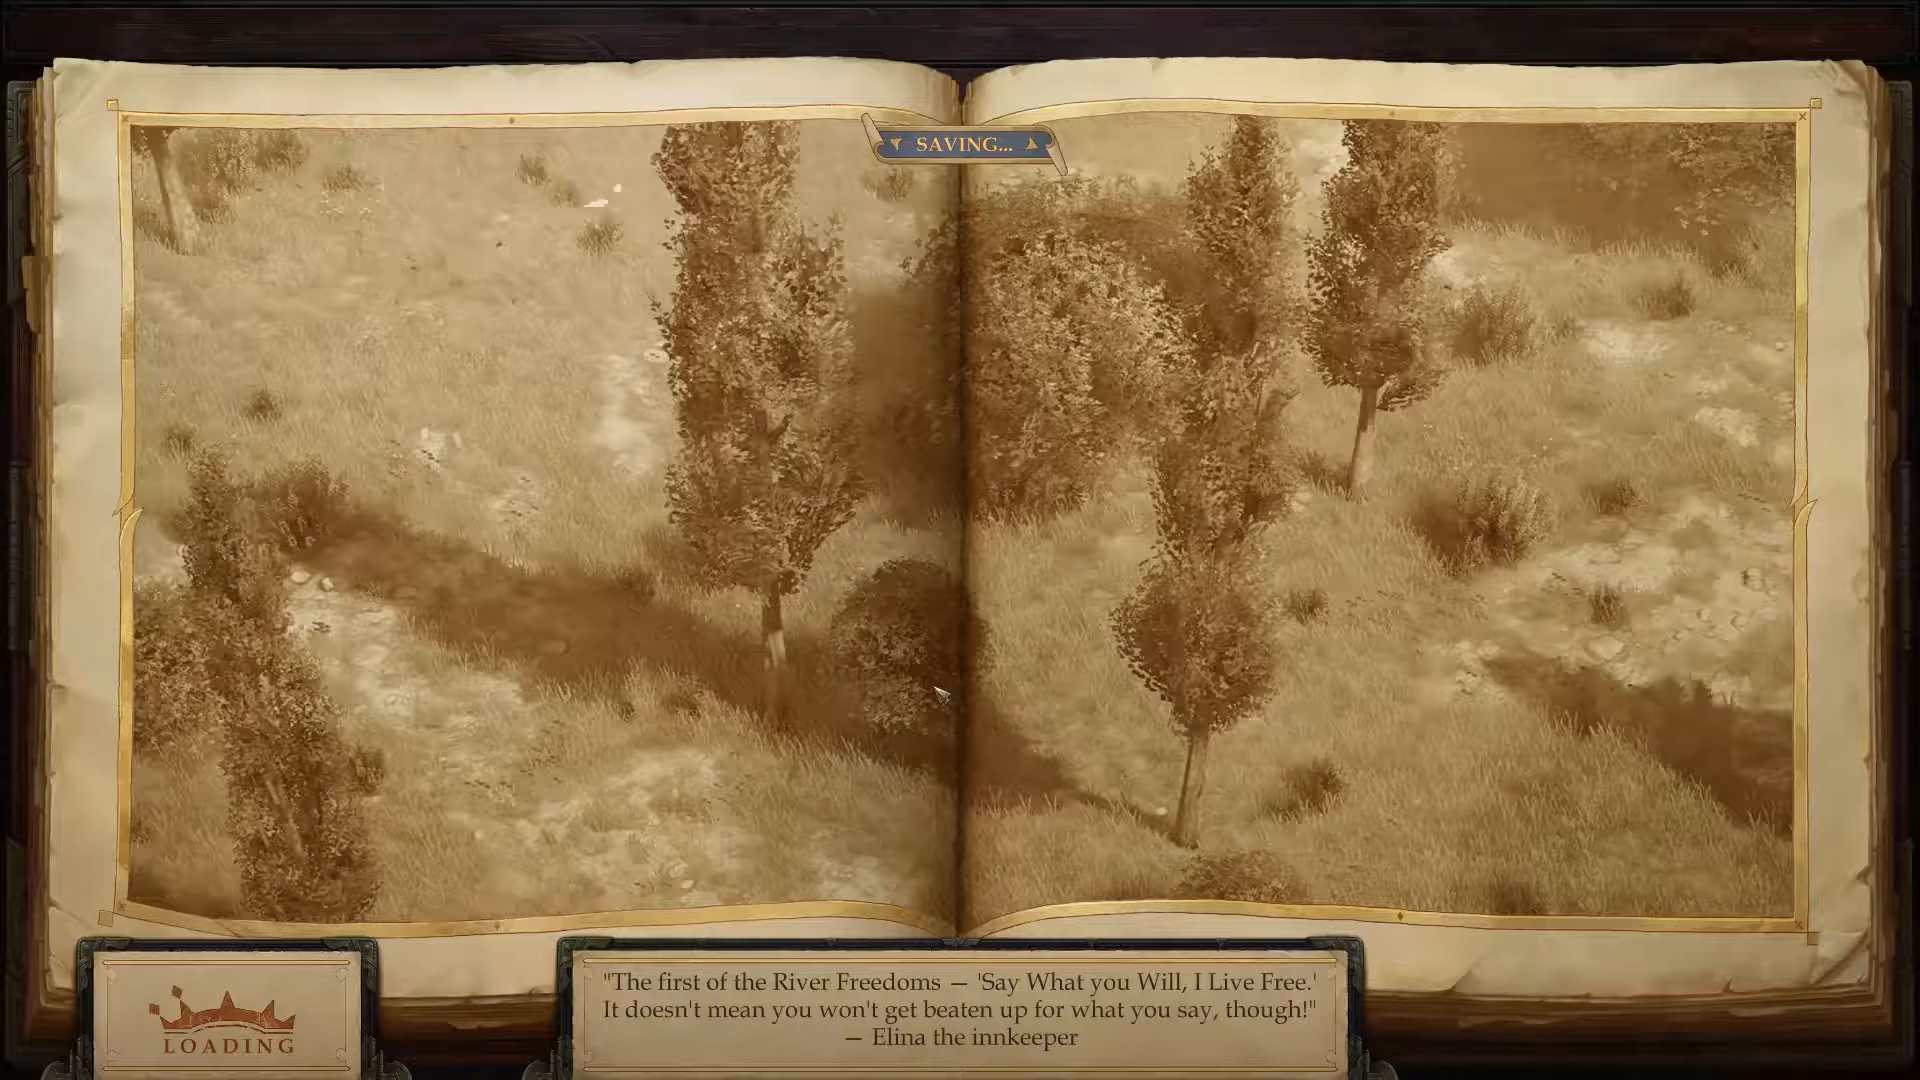 SAVING...
"The first of the River Freedoms — 'Say What you Will, I Live Free.'
It doesn't mean you won't get beaten up for what you say, though!"
— Elina the innkeeper
LOADING